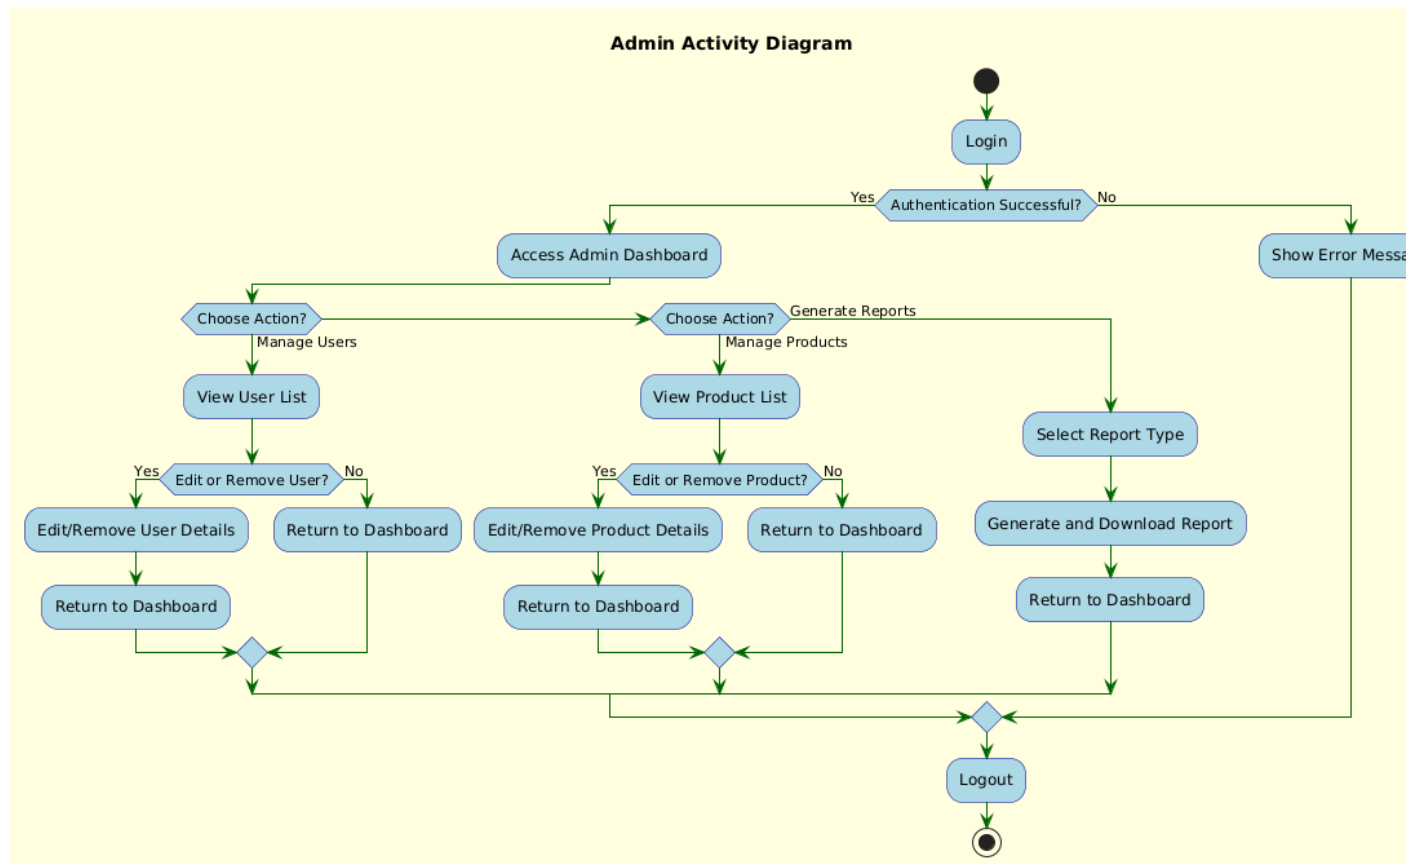 Admin Activity Diagram
Login
Yes
Authentication Successful?
No
Access Admin Dashboard
Show Error
Choose Action?
Choose Action?
Generate Reports
Manage Users
Manage Products
View User List
View Product List
Select Report Type
Yes
Edit or Remove User?
No
Yes
Edit or Remove Product?
No
Edit/Remove User Details
Return to Dashboard
Edit/Remove Product Details
Return to Dashboard
Generate and Download Report
Return to Dashboard
Return to Dashboard
Return to Dashboard
Logout